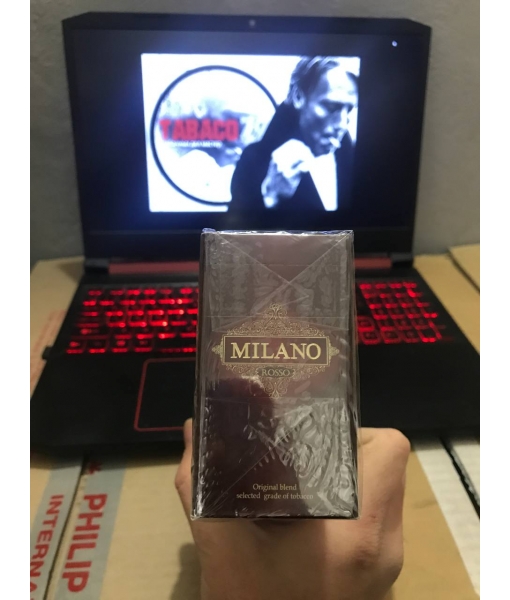 TABACO
MILANO
ROSSO
Original blend
selected grade of tobacco
PHILIP
INTERNA